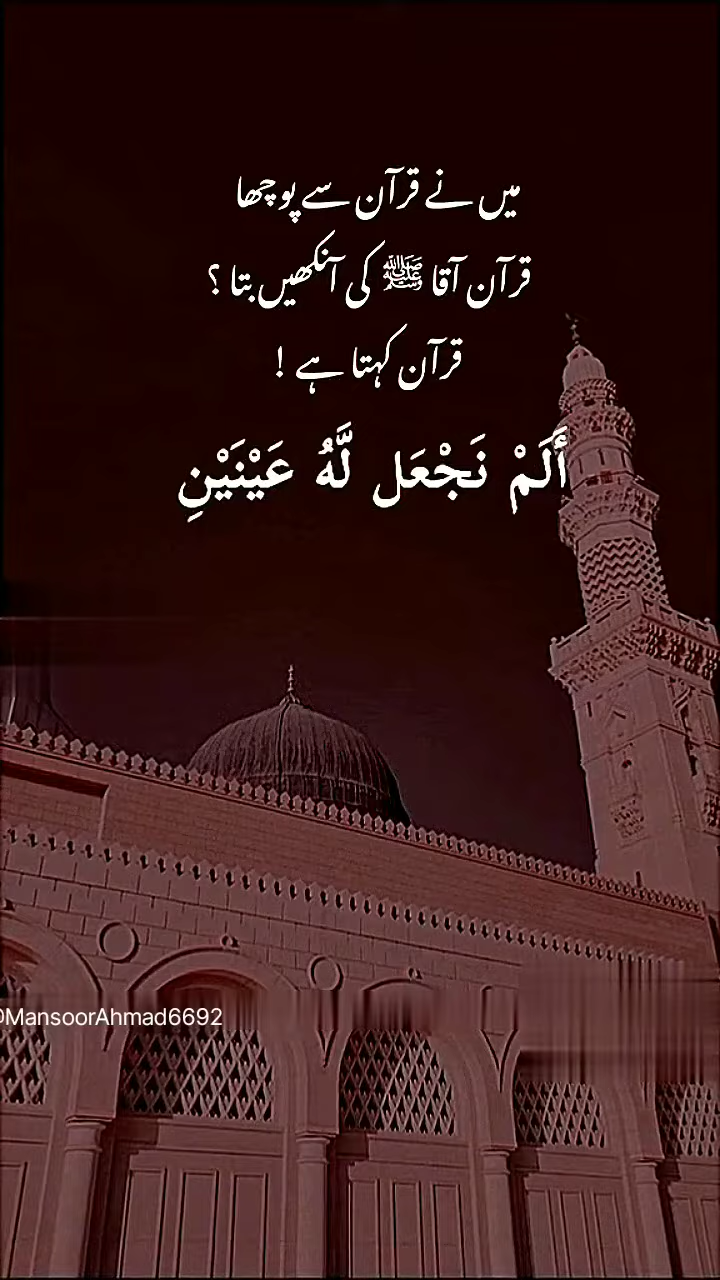 میں نے قرآن سے پوچھا
قرآن آقا ﷺ کی آنکھیں بتا ؟
قرآن کہتا ہے !
أَلَمْ نَجْعَل لَّهُ عَيْنَيْنِ
MansoorAhmad6692